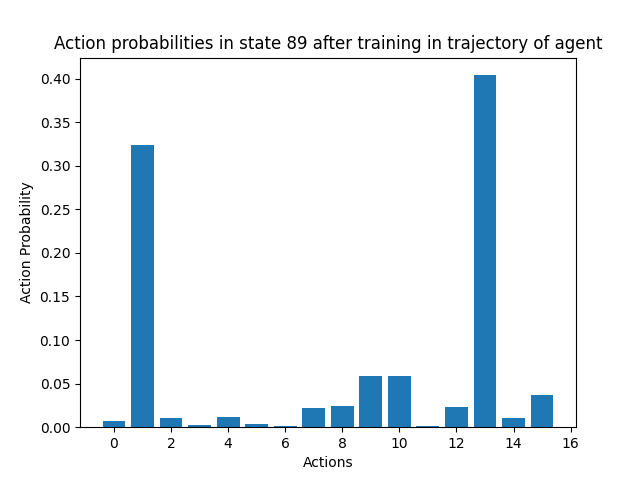 Action probabilities in state 89 after training in trajectory of agent
0.40
0.35
0.30
0.25
0.20
0.15
0.10
0.05
0.00
Action Probability
0 2 4 6 8 10 12 14 16
Actions